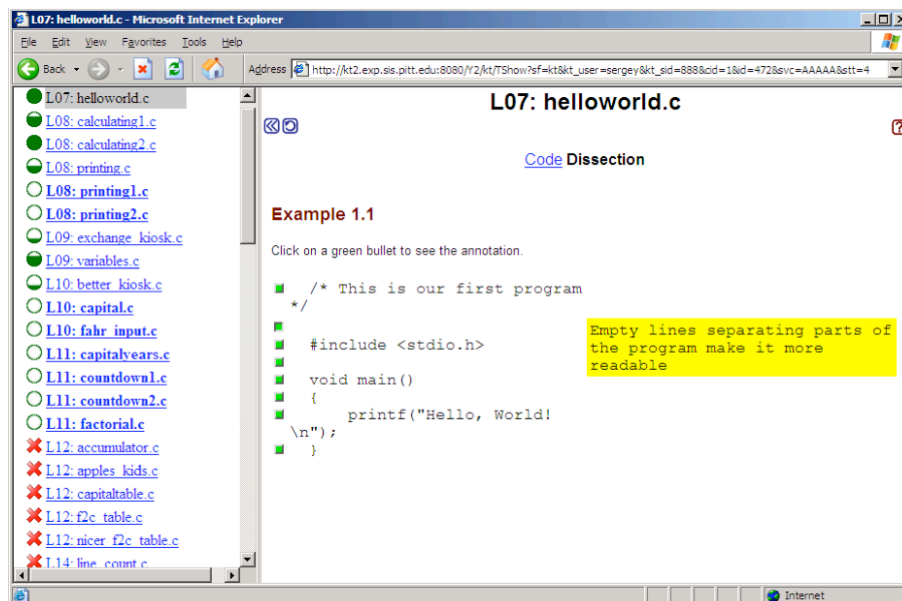 L07: helloworld.c - Microsoft Internet Explorer
File Edit View Favorites Tools Help
Back
Address http://kt2.exp.sis.pitt.edu:8080/Y2/kt/TShow?sf=kt&kt_user=sergey&kt_sid=888&cid=1&id=472&svc=AAAAA&stt=4
L07: helloworld.c
L08: calculating1.c
L08: calculating2.c
L08: printing.c
L08: printing1.c
L08: printing2.c
L09: exchange_kiosk.c
L09: variables.c
L10: better_kiosk.c
L10: capital.c
L10: fahr_input.c
L11: capitalyears.c
L11: countdown1.c
L11: countdown2.c
L11: factorial.c
L12: accumulator.c
L12: apples_kids.c
L12: capitaltable.c
L12: f2c_table.c
L12: nicer_f2c_table.c
L14: line_count.c
L07: helloworld.c
Code Dissection
Example 1.1
Click on a green bullet to see the annotation.
/* This is our first program
*/
#include <stdio.h>
void main()
{
printf("Hello, World!
\n");
}
Empty lines separating parts of
the program make it more
readable
Internet